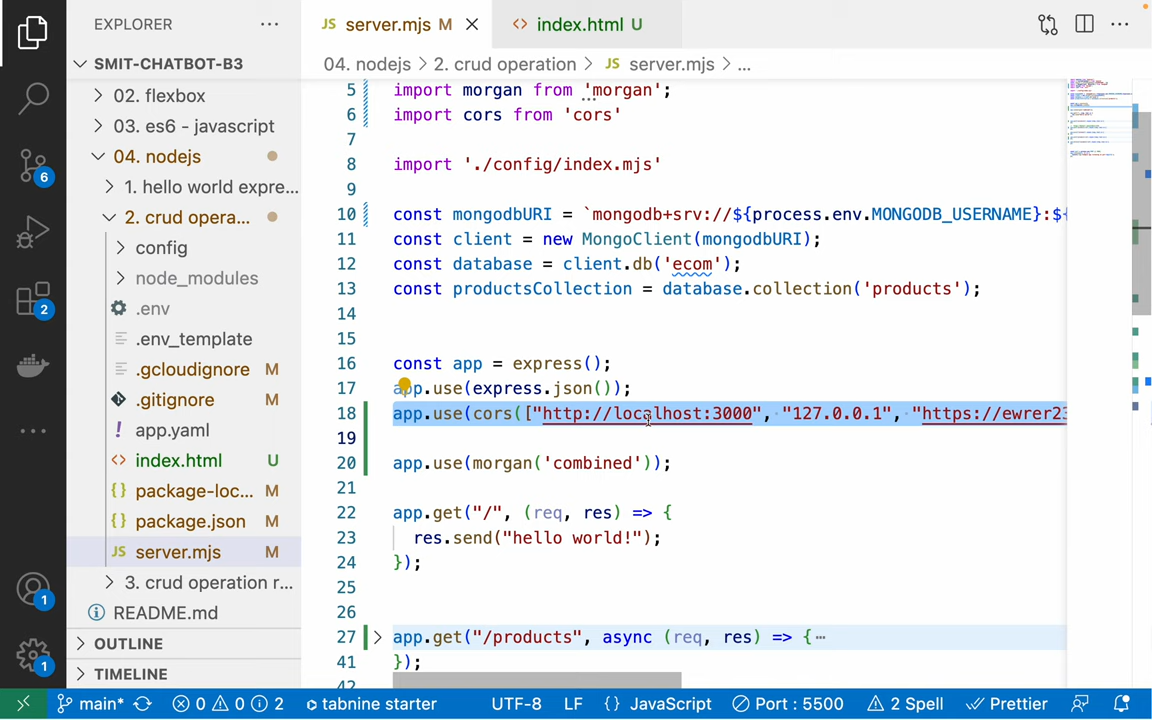 EXPLORER ···
SMIT-CHATBOT-B3
02. flexbox
03. es6 - javascript
04. nodejs
1. hello world expre...
2. crud opera...
config
node_modules
.env
.env_template
.gcloudignore M
.gitignore M
app.yaml
index.html U
package-loc... M
package.json M
server.mjs M
3. crud operation r...
README.md
OUTLINE
TIMELINE
6
2
1
1
JS server.mjs M
<> index.html U
04. nodejs > 2. crud operation > JS server.mjs > ...
5 import morgan from 'morgan';
6 import cors from 'cors'
7
8 import './config/index.mjs'
9
10 const mongodbURI = `mongodb+srv://${process.env.MONGODB_USERNAME}:${
11 const client = new MongoClient(mongodbURI);
12 const database = client.db('ecom');
13 const productsCollection = database.collection('products');
14
15
16 const app = express();
17 app.use(express.json());
18 app.use(cors(["http://localhost:3000", "127.0.0.1", "https://ewrer23
19
20 app.use(morgan('combined'));
21
22 app.get("/", (req, res) => {
23 res.send("hello world!");
24 });
25
26
27 app.get("/products", async (req, res) => {···
41 });
42
main* 0 0 2 tabnine starter UTF-8 LF {} JavaScript Port : 5500 2 Spell Prettier